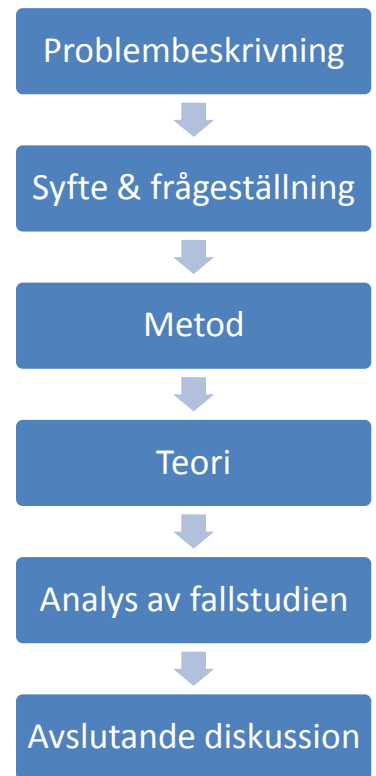 Problembeskrivning
Syfte & frågeställning
Metod
Teori
Analys av fallstudien
Avslutande diskussion